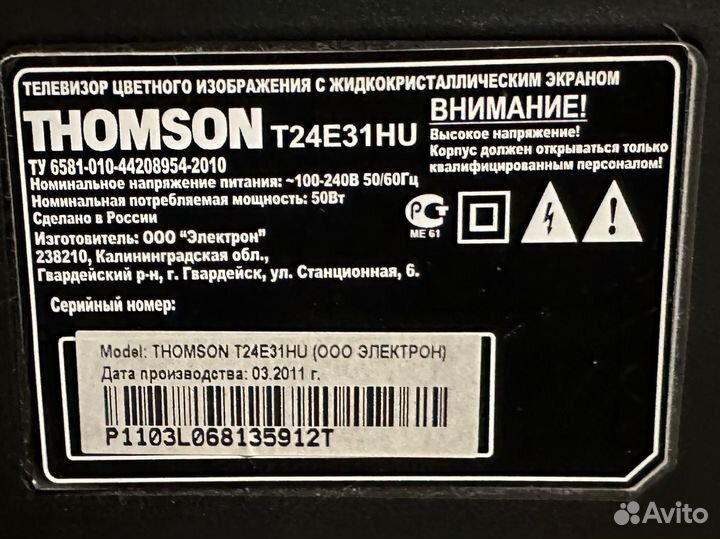 ТЕЛЕВИЗОР ЦВЕТНОГО ИЗОБРАЖЕНИЯ С ЖИДКОКРИСТАЛЛИЧЕСКИМ ЭКРАНОМ
THOMSON T24E31HU
ТУ 6581-010-44208954-2010
Номинальное напряжение питания: ~100-240В 50/60Гц
Номинальная потребляемая мощность: 50Вт
Сделано в России
Изготовитель: ООО "Электрон"
238210, Калининградская обл.,
Гвардейский р-н, г. Гвардейск, ул. Станционная, 6.
ВНИМАНИЕ!
Высокое напряжение!
Корпус должен открываться только
квалифицированным персоналом!
РС
МЕ 61
Серийный номер:
Model: THOMSON T24E31HU (ООО ЭЛЕКТРОН)
Дата производства: 03.2011 г.
P1103L068135912T
Avito